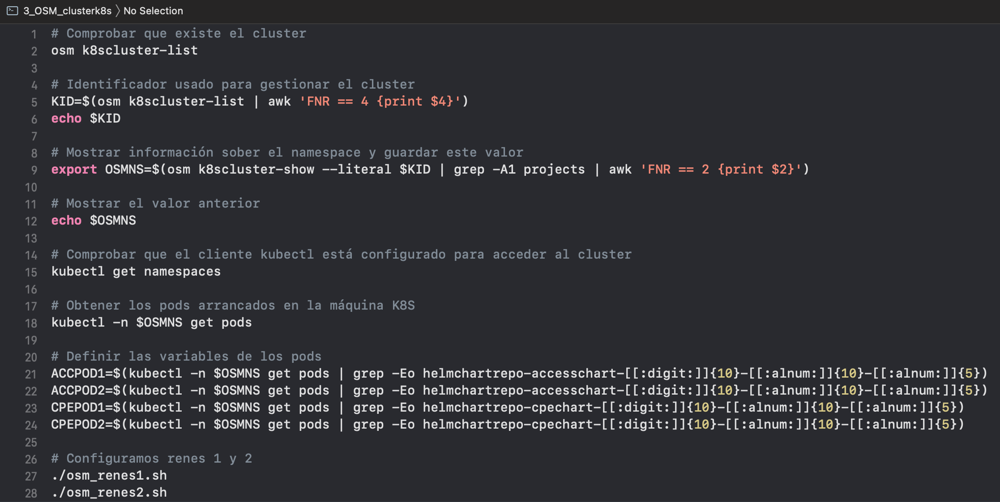 3_OSM_clusterk8s 〉 No Selection
1 # Comprobar que existe el cluster
2 osm k8scluster-list
3
4 # Identificador usado para gestionar el cluster
5 KID=$(osm k8scluster-list | awk 'FNR == 4 {print $4}')
6 echo $KID
7
8 # Mostrar información sober el namespace y guardar este valor
9 export OSMNS=$(osm k8scluster-show --literal $KID | grep -A1 projects | awk 'FNR == 2 {print $2}')
10
11 # Mostrar el valor anterior
12 echo $OSMNS
13
14 # Comprobar que el cliente kubectl está configurado para acceder al cluster
15 kubectl get namespaces
16
17 # Obtener los pods arrancados en la máquina K8S
18 kubectl -n $OSMNS get pods
19
20 # Definir las variables de los pods
21 ACCPOD1=$(kubectl -n $OSMNS get pods | grep -Eo helmchartrepo-accesschart-[[:digit:]]{10}-[[:alnum:]]{10}-[[:alnum:]]{5})
22 ACCPOD2=$(kubectl -n $OSMNS get pods | grep -Eo helmchartrepo-accesschart-[[:digit:]]{10}-[[:alnum:]]{10}-[[:alnum:]]{5})
23 CPEPOD1=$(kubectl -n $OSMNS get pods | grep -Eo helmchartrepo-cpechart-[[:digit:]]{10}-[[:alnum:]]{10}-[[:alnum:]]{5})
24 CPEPOD2=$(kubectl -n $OSMNS get pods | grep -Eo helmchartrepo-cpechart-[[:digit:]]{10}-[[:alnum:]]{10}-[[:alnum:]]{5})
25
26 # Configuramos renes 1 y 2
27 ./osm_renes1.sh
28 ./osm_renes2.sh